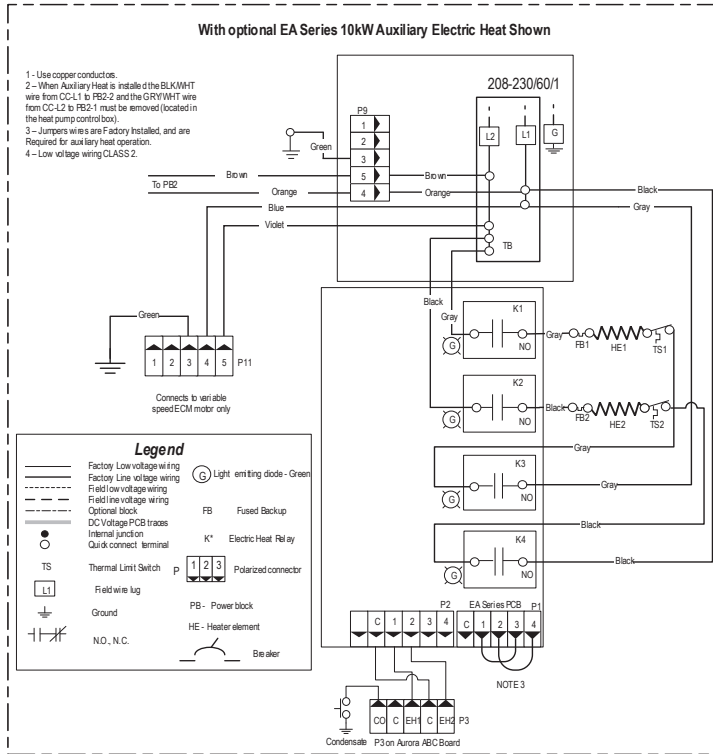 With optional EA Series 10kW Auxiliary Electric Heat Shown
1 - Use copper conductors.
2 – When Auxiliary Heat is installed the BLK/WHT
wire from CC-L1 to PB2-2 and the GRY/WHT wire
from CC-L2 to PB2-1 must be removed (located in
the heat pump control box).
3 – Jumpers wires are Factory Installed, and are
Required for auxiliary heat operation.
4 – Low voltage wiring CLASS 2.
208-230/60/1
P9
1
2
3
5
4
Green
L2
L1
G
Brown
Brown
To PB2
Orange
Orange
Black
Blue
Gray
Violet
TB
Black
Gray
Green
1 2 3 4 5 P11
Connects to variable
speed ECM motor only
K1
G
NO
Gray
FB1
HE1
TS1
K2
G
NO
Black
FB2
HE2
TS2
Gray
K3
G
NO
Gray
Black
K4
G
NO
Black
Legend
Factory Low voltage wiring
Factory Line voltage wiring
Field low voltage wiring
Field line voltage wiring
Optional block
DC Voltage PCB traces
Internal junction
Quick connect terminal
TS Thermal Limit Switch
L1 Field wire lug
Ground
N.O., N.C.
G Light emitting diode - Green
FB Fused Backup
K* Electric Heat Relay
P 1 2 3 Polarized connector
PB - Power block
HE - Heater element
Breaker
P2 EA Series PCB P1
C 1 2 3 4
C 1 2 3 4
NOTE 3
CO C EH1 C EH2 P3
Condensate P3 on Aurora ABC Board